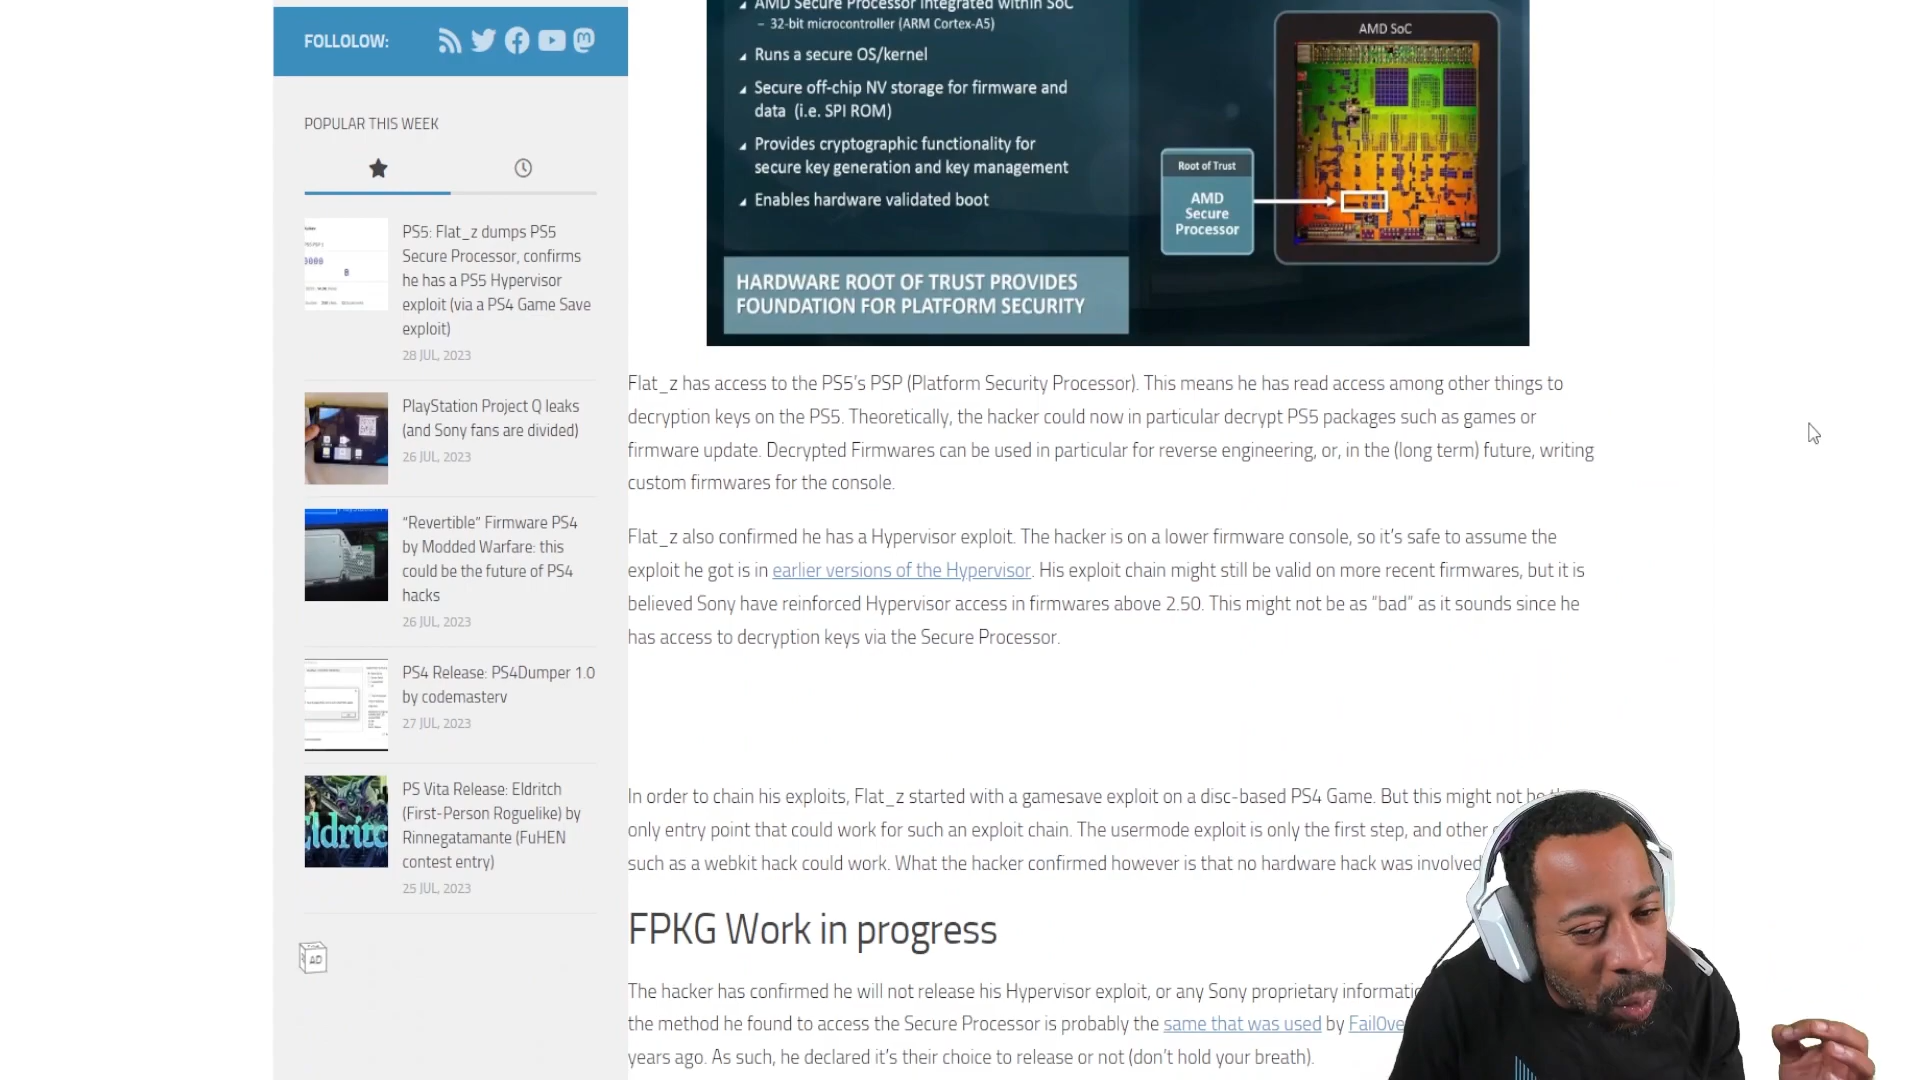 FOLLOLOW:
POPULAR THIS WEEK
PS5: Flat_z dumps PS5
Secure Processor, confirms
he has a PS5 Hypervisor
exploit (via a PS4 Game Save
exploit)
28 JUL, 2023
PlayStation Project Q leaks
(and Sony fans are divided)
26 JUL, 2023
“Revertible” Firmware PS4
by Modded Warfare: this
could be the future of PS4
hacks
26 JUL, 2023
PS4 Release: PS4Dumper 1.0
by codemasterv
27 JUL, 2023
PS Vita Release: Eldritch
(First-Person Roguelike) by
Rinnegatamante (FuHEN
contest entry)
25 JUL, 2023
AD
AMD Secure Processor integrated within SoC
– 32-bit microcontroller (ARM Cortex-A5)
Runs a secure OS/kernel
Secure off-chip NV storage for firmware and
data (i.e. SPI ROM)
Provides cryptographic functionality for
secure key generation and key management
Enables hardware validated boot
HARDWARE ROOT OF TRUST PROVIDES
FOUNDATION FOR PLATFORM SECURITY
AMD SoC
Root of Trust
AMD
Secure
Processor
Flat_z has access to the PS5’s PSP (Platform Security Processor). This means he has read access among other things to
decryption keys on the PS5. Theoretically, the hacker could now in particular decrypt PS5 packages such as games or
firmware update. Decrypted Firmwares can be used in particular for reverse engineering, or, in the (long term) future, writing
custom firmwares for the console.
Flat_z also confirmed he has a Hypervisor exploit. The hacker is on a lower firmware console, so it’s safe to assume the
exploit he got is in earlier versions of the Hypervisor. His exploit chain might still be valid on more recent firmwares, but it is
believed Sony have reinforced Hypervisor access in firmwares above 2.50. This might not be as “bad” as it sounds since he
has access to decryption keys via the Secure Processor.
In order to chain his exploits, Flat_z started with a gamesave exploit on a disc-based PS4 Game. But this might not be
only entry point that could work for such an exploit chain. The usermode exploit is only the first step, and other
such as a webkit hack could work. What the hacker confirmed however is that no hardware hack was involved
FPKG Work in progress
The hacker has confirmed he will not release his Hypervisor exploit, or any Sony proprietary
the method he found to access the Secure Processor is probably the same that was used by
years ago. As such, he declared it’s their choice to release or not (don’t hold your breath).